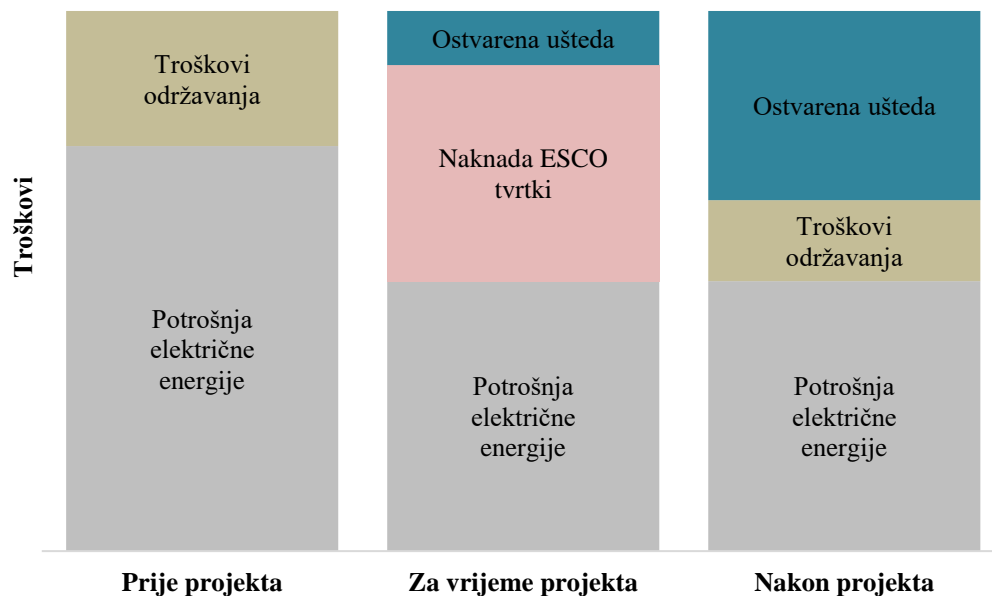 Troškovi
Troškovi
održavanja
Potrošnja
električne
energije
Ostvarena ušteda
Naknada ESCO
tvrtki
Potrošnja
električne
energije
Ostvarena ušteda
Troškovi
održavanja
Potrošnja
električne
energije
Prije projekta
Za vrijeme projekta
Nakon projekta